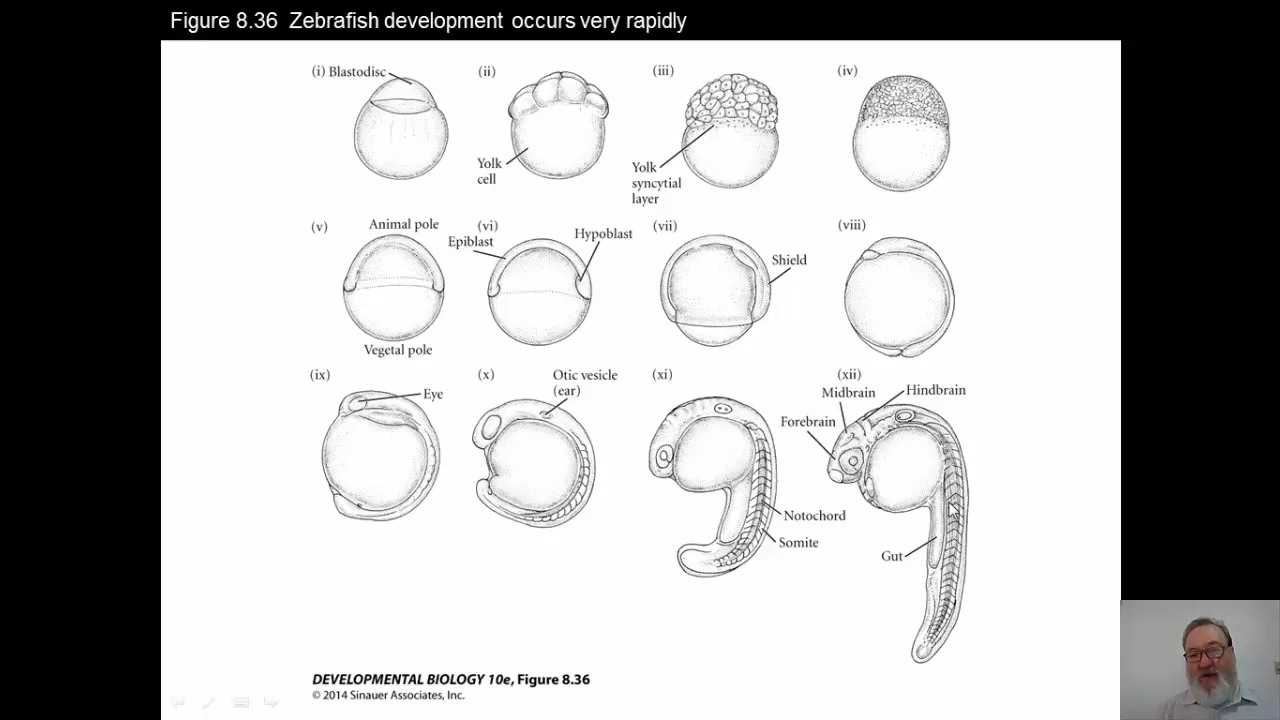 Figure 8.36 Zebrafish development occurs very rapidly
(i) Blastodisc
(ii)
(iii)
(iv)
Yolk
cell
Yolk
syncytial
layer
(v)
Animal pole
(vi)
Epiblast
Hypoblast
(vii)
Shield
(viii)
Vegetal pole
(ix)
Eye
(x)
Otic vesicle
(ear)
(xi)
(xii)
Midbrain
Hindbrain
Forebrain
Notochord
Somite
Gut
DEVELOPMENTAL BIOLOGY 10e, Figure 8.36
© 2014 Sinauer Associates, Inc.